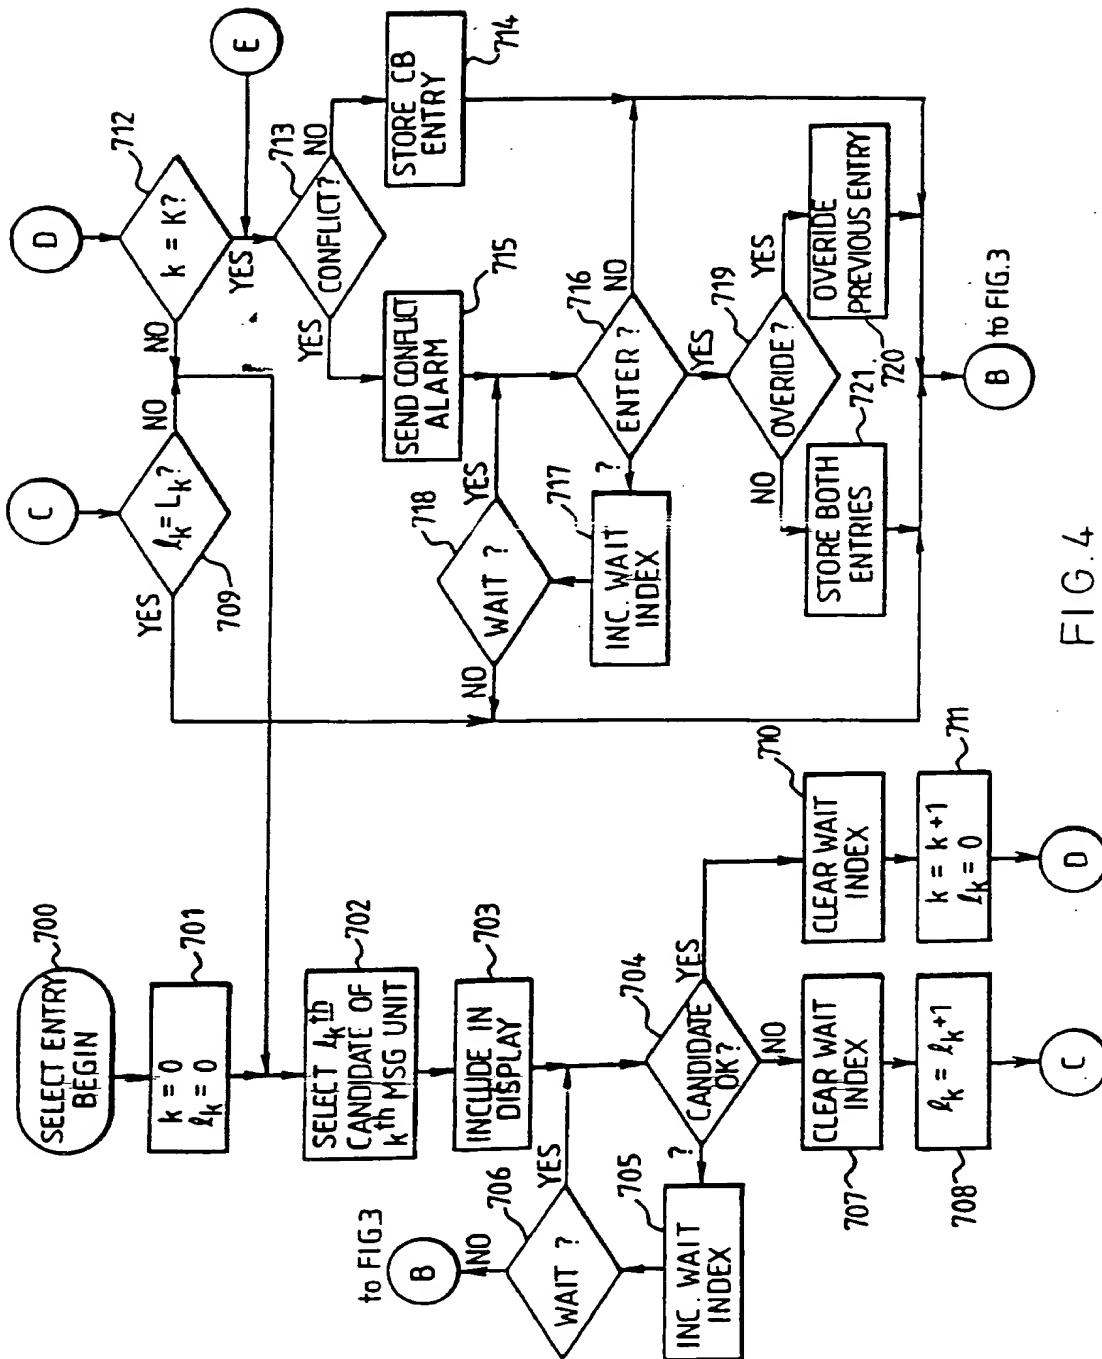 700
SELECT ENTRY
BEGIN
701
k = 0
ℓk = 0
702
SELECT ℓk th
CANDIDATE OF
k th MSG UNIT
703
INCLUDE IN
DISPLAY
704
CANDIDATE
OK?
YES
NO
?
705
INC. WAIT
INDEX
706
WAIT ?
YES
NO
B
to FIG.3
707
CLEAR WAIT
INDEX
708
ℓk = ℓk+1
C
710
CLEAR WAIT
INDEX
711
k = k+1
ℓk = 0
D
C
ℓk = Lk?
709
YES
NO
D
712
k = K?
NO
YES
E
713
CONFLICT?
YES
NO
714
STORE CB
ENTRY
715
SEND CONFLICT
ALARM
716
ENTER ?
NO
YES
?
717
INC. WAIT
INDEX
718
WAIT ?
YES
NO
719
OVERIDE?
YES
NO
720
OVERIDE
PREVIOUS ENTRY
721
STORE BOTH
ENTRIES
B
to FIG.3
FIG.4